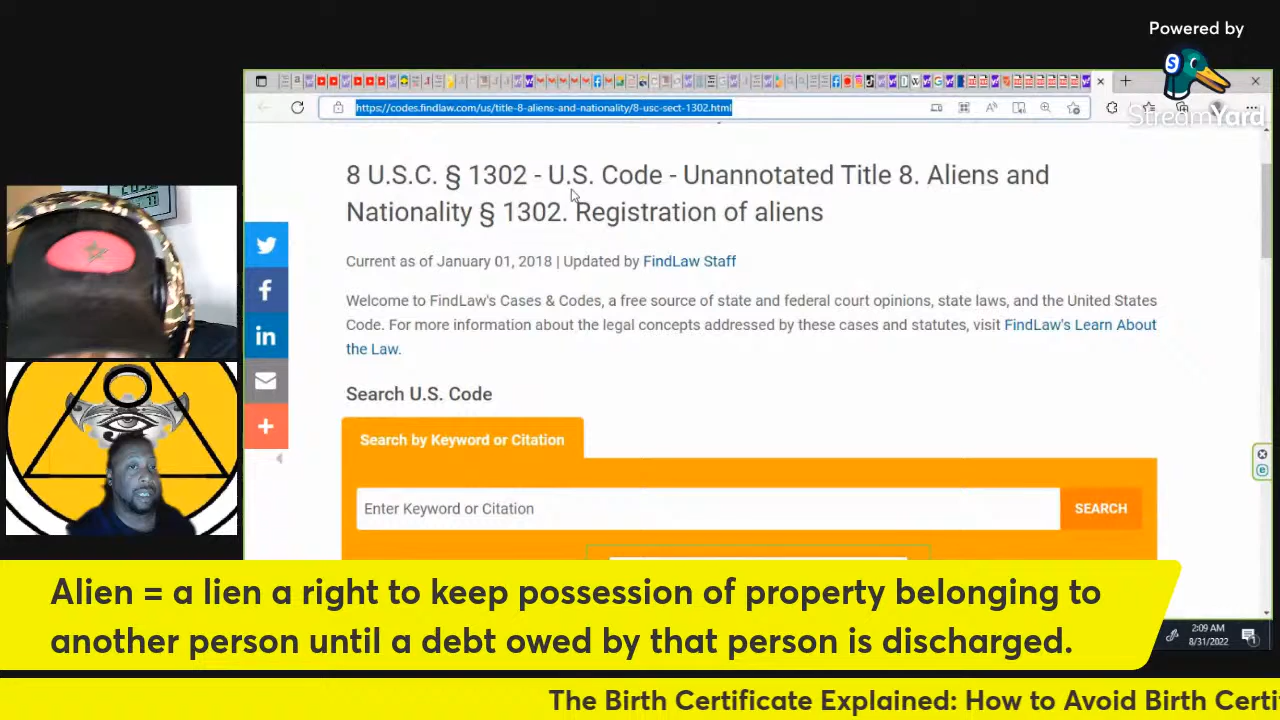 Powered by
StreamYard
https://codes.findlaw.com/us/title-8-aliens-and-nationality/8-usc-sect-1302.html
8 U.S.C. § 1302 - U.S. Code - Unannotated Title 8. Aliens and
Nationality § 1302. Registration of aliens
Current as of January 01, 2018 | Updated by FindLaw Staff
Welcome to FindLaw's Cases & Codes, a free source of state and federal court opinions, state laws, and the United States
Code. For more information about the legal concepts addressed by these cases and statutes, visit FindLaw's Learn About
the Law.
Search U.S. Code
Search by Keyword or Citation
Enter Keyword or Citation
SEARCH
Alien = a lien a right to keep possession of property belonging to
another person until a debt owed by that person is discharged.
2:09 AM
8/31/2022
The Birth Certificate Explained: How to Avoid Birth Certi